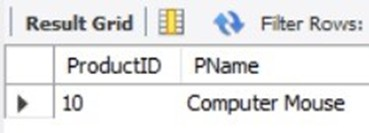 Result Grid Filter Rows:
ProductID PName
10 Computer Mouse